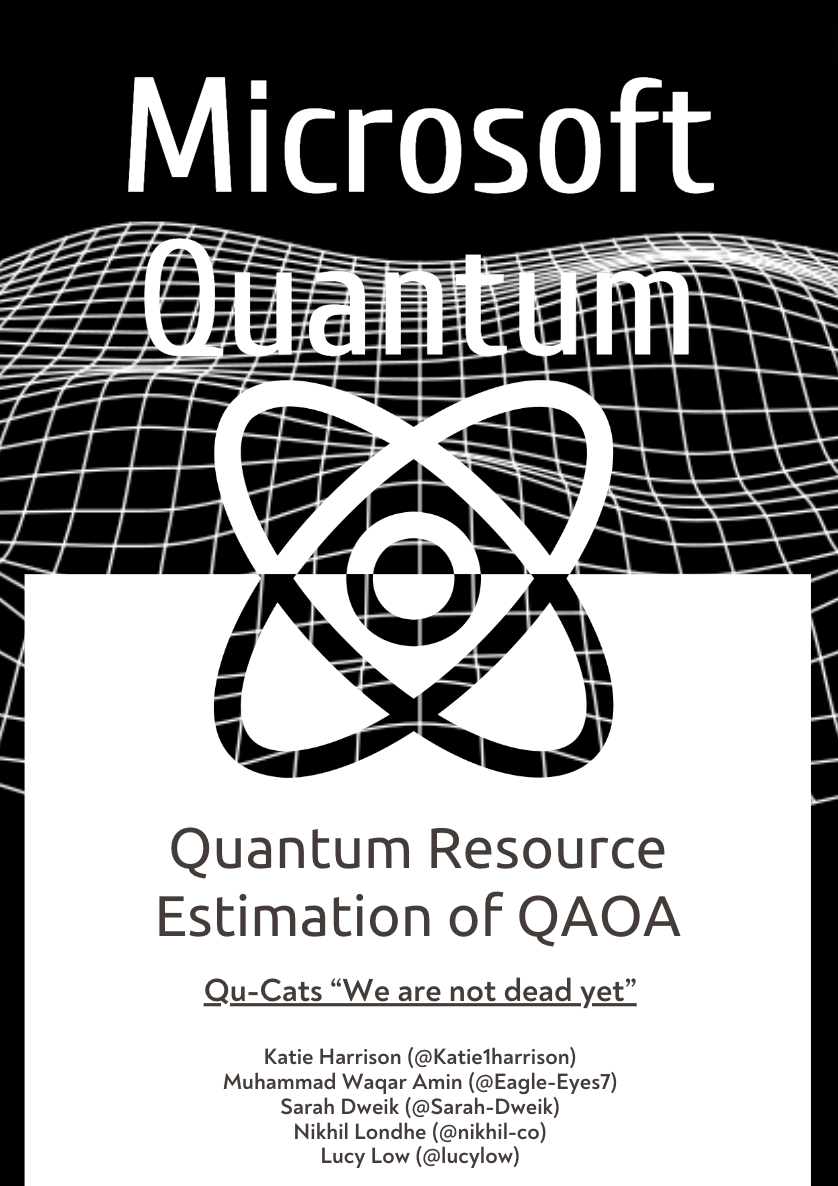 Microsoft
Quantum
Quantum Resource
Estimation of QAOA
Qu-Cats “We are not dead yet”
Katie Harrison (@Katie1harrison)
Muhammad Waqar Amin (@Eagle-Eyes7)
Sarah Dweik (@Sarah-Dweik)
Nikhil Londhe (@nikhil-co)
Lucy Low (@lucylow)